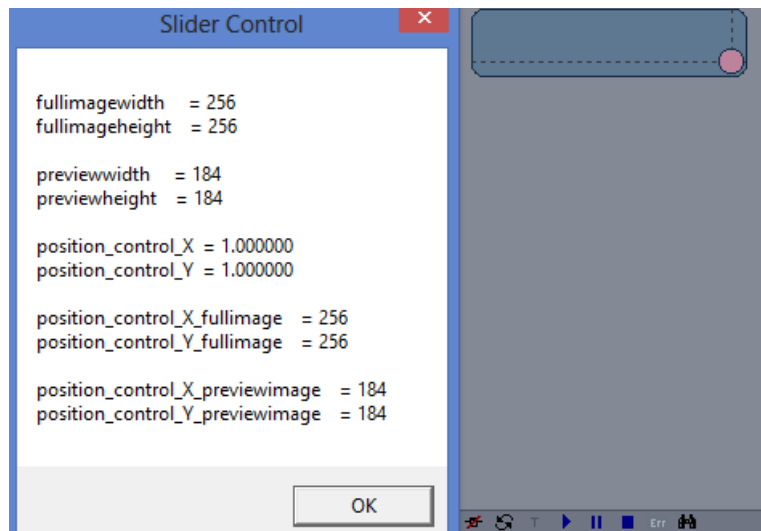 Slider Control
fullimagewidth = 256
fullimageheight = 256
previewwidth = 184
previewheight = 184
position_control_X = 1.000000
position_control_Y = 1.000000
position_control_X_fullimage = 256
position_control_Y_fullimage = 256
position_control_X_previewimage = 184
position_control_Y_previewimage = 184
OK
T
Err